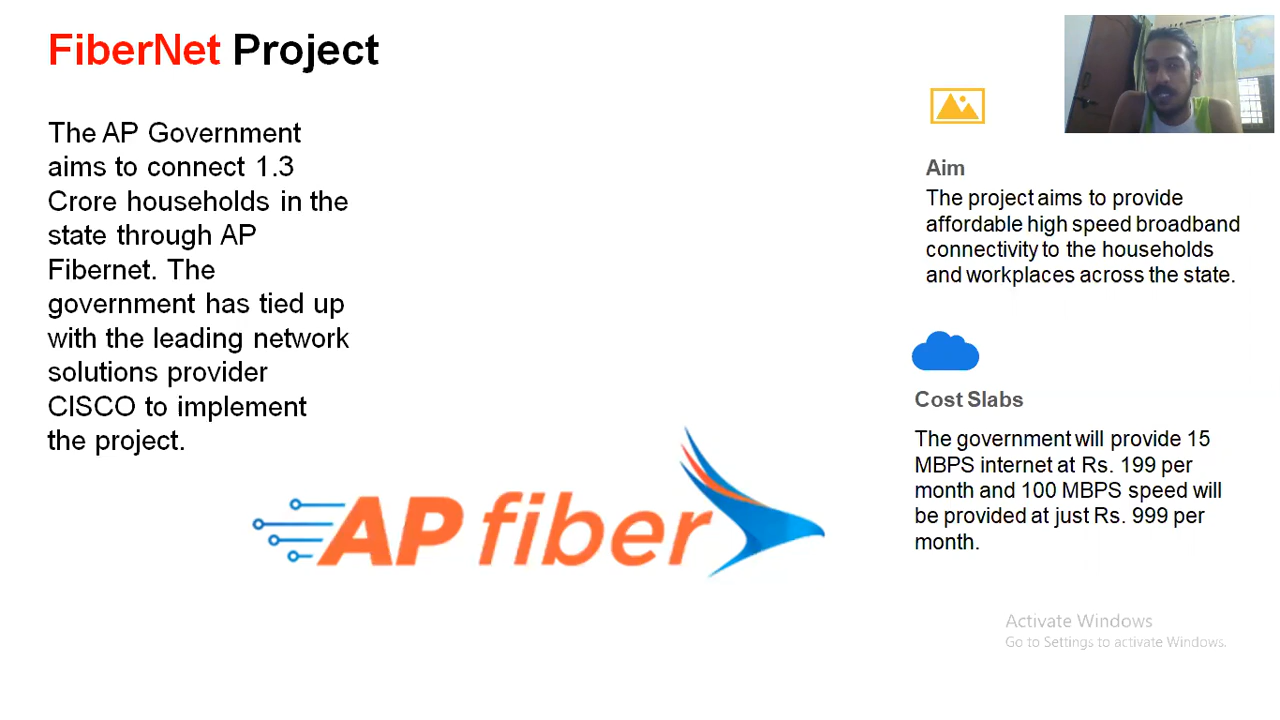 FiberNet Project
The AP Government
aims to connect 1.3
Crore households in the
state through AP
Fibernet. The
government has tied up
with the leading network
solutions provider
CISCO to implement
the project.
AP fiber
Aim
The project aims to provide
affordable high speed broadband
connectivity to the households
and workplaces across the state.
Cost Slabs
The government will provide 15
MBPS internet at Rs. 199 per
month and 100 MBPS speed will
be provided at just Rs. 999 per
month.
Activate Windows
Go to Settings to activate Windows.